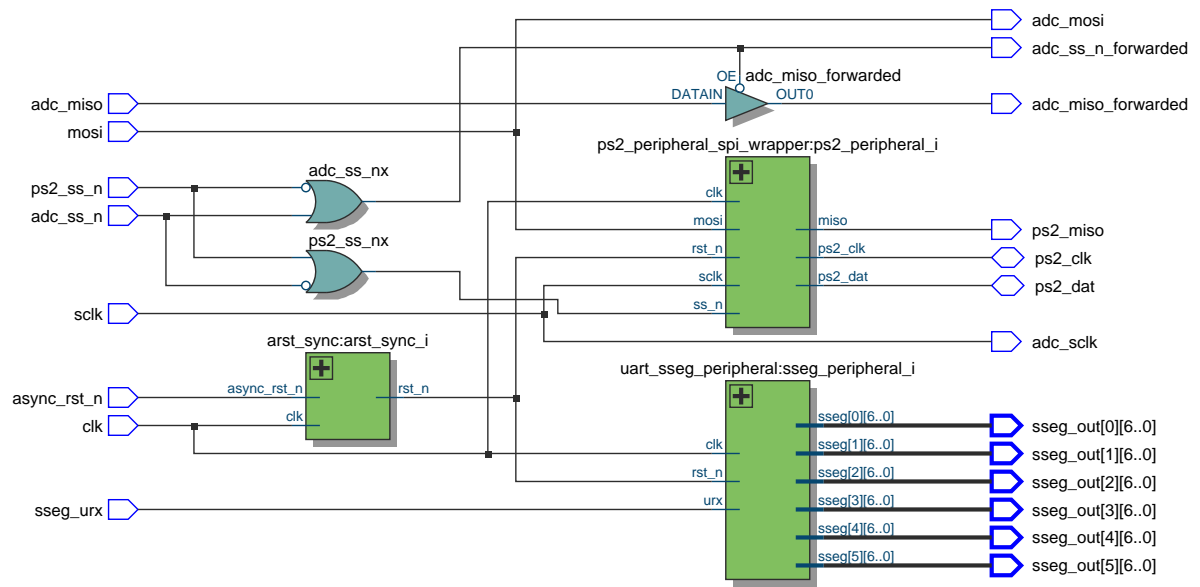 adc_mosi
adc_ss_n_forwarded
OE adc_miso_forwarded
adc_miso DATAIN OUT0 adc_miso_forwarded
mosi
ps2_peripheral_spi_wrapper:ps2_peripheral_i
adc_ss_nx
ps2_ss_n clk
adc_ss_n mosi miso ps2_miso
ps2_ss_nx
rst_n ps2_clk ps2_clk
sclk ps2_dat ps2_dat
sclk ss_n
arst_sync:arst_sync_i adc_sclk
uart_sseg_peripheral:sseg_peripheral_i
async_rst_n async_rst_n rst_n
clk clk sseg[0][6..0] sseg_out[0][6..0]
clk sseg[1][6..0] sseg_out[1][6..0]
rst_n sseg[2][6..0] sseg_out[2][6..0]
sseg_urx urx sseg[3][6..0] sseg_out[3][6..0]
sseg[4][6..0] sseg_out[4][6..0]
sseg[5][6..0] sseg_out[5][6..0]